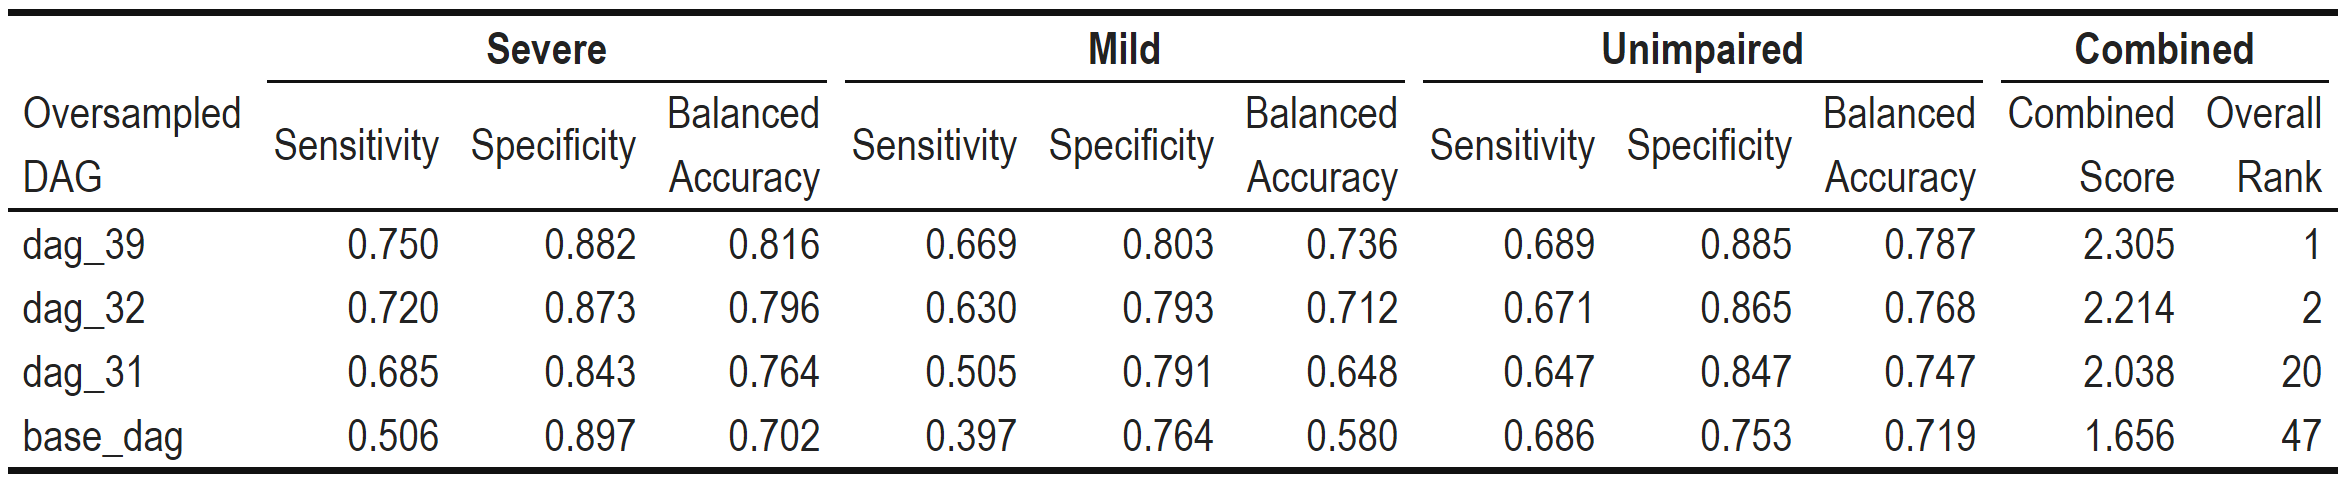 Severe Mild Unimpaired Combined
Oversampled DAG Sensitivity Specificity Balanced Accuracy Sensitivity Specificity Balanced Accuracy Sensitivity Specificity Balanced Accuracy Combined Score Overall Rank
dag_39 0.750 0.882 0.816 0.669 0.803 0.736 0.689 0.885 0.787 2.305 1
dag_32 0.720 0.873 0.796 0.630 0.793 0.712 0.671 0.865 0.768 2.214 2
dag_31 0.685 0.843 0.764 0.505 0.791 0.648 0.647 0.847 0.747 2.038 20
base_dag 0.506 0.897 0.702 0.397 0.764 0.580 0.686 0.753 0.719 1.656 47